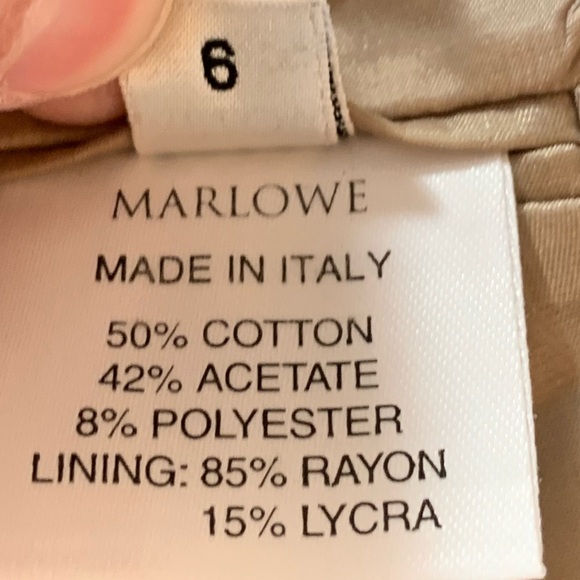 6
MARLOWE
MADE IN ITALY
50% COTTON
42% ACETATE
8% POLYESTER
LINING: 85% RAYON
15% LYCRA